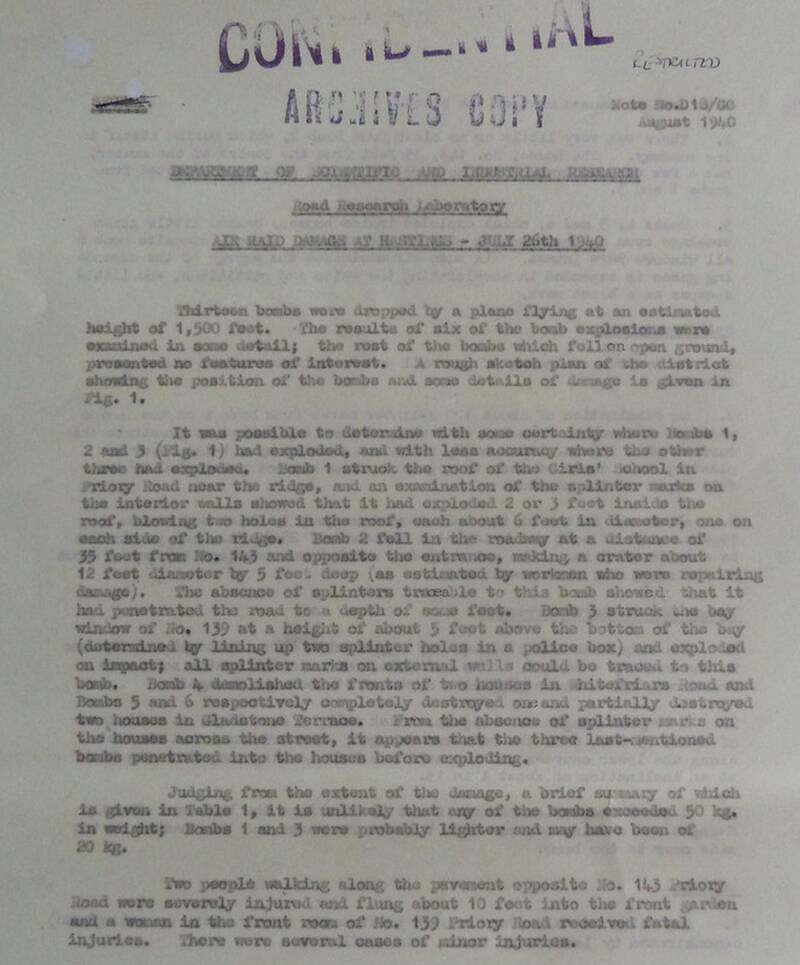 CONFIDENTIAL
ARCHIVES COPY
Note No.
August 1940
DEPARTMENT OF SCIENTIFIC AND INDUSTRIAL RESEARCH
Road Research Laboratory
AIR RAID DAMAGE AT HASTINGS - JULY 26th 1940
Thirteen bombs were dropped by a plane flying at an estimated
height of 1,500 feet. The results of six of the bomb explosions were
examined in some detail; the rest of the bombs which fell on open ground,
presented no features of interest. A rough sketch plan of the district
showing the position of the bombs and some details of damage is given in
Fig. 1.
It was possible to determine with some certainty where Bombs 1,
2 and 3 (Fig. 1) had exploded, and with less accuracy where the other
three had exploded. Bomb 1 struck the roof of the Girls' School in
Priory Road near the ridge, and an examination of the splinter marks on
the interior walls showed that it had exploded 2 or 3 feet inside the
roof, blowing two holes in the roof, each about 6 feet in diameter, one on
each side of the ridge. Bomb 2 fell in the roadway at a distance of
35 feet from No. 143 and opposite the entrance, making a crater about
12 feet diameter by 5 feet deep (as estimated by workmen who were repairing
damage). The absence of splinters traceable to this bomb showed that it
had penetrated the road to a depth of some feet. Bomb 3 struck the bay
window of No. 139 at a height of about 5 feet above the bottom of the bay
(determined by lining up two splinter holes in a police box) and exploded
on impact; all splinter marks on external walls could be traced to this
bomb. Bomb 4 demolished the fronts of two houses in Whitefriars Road and
Bombs 5 and 6 respectively completely destroyed one and partially destroyed
two houses in Gladstone Terrace. From the absence of splinter marks on
the houses across the street, it appears that the three last-mentioned
bombs penetrated into the houses before exploding.
Judging from the extent of the damage, a brief summary of which
is given in Table 1, it is unlikely that any of the bombs exceeded 50 kg.
in weight; Bombs 1 and 3 were probably lighter and may have been of
20 kg.
Two people walking along the pavement opposite No. 143 Priory
Road were severely injured and flung about 10 feet into the front garden
and a woman in the front room of No. 139 Priory Road received fatal
injuries. There were several cases of minor injuries.